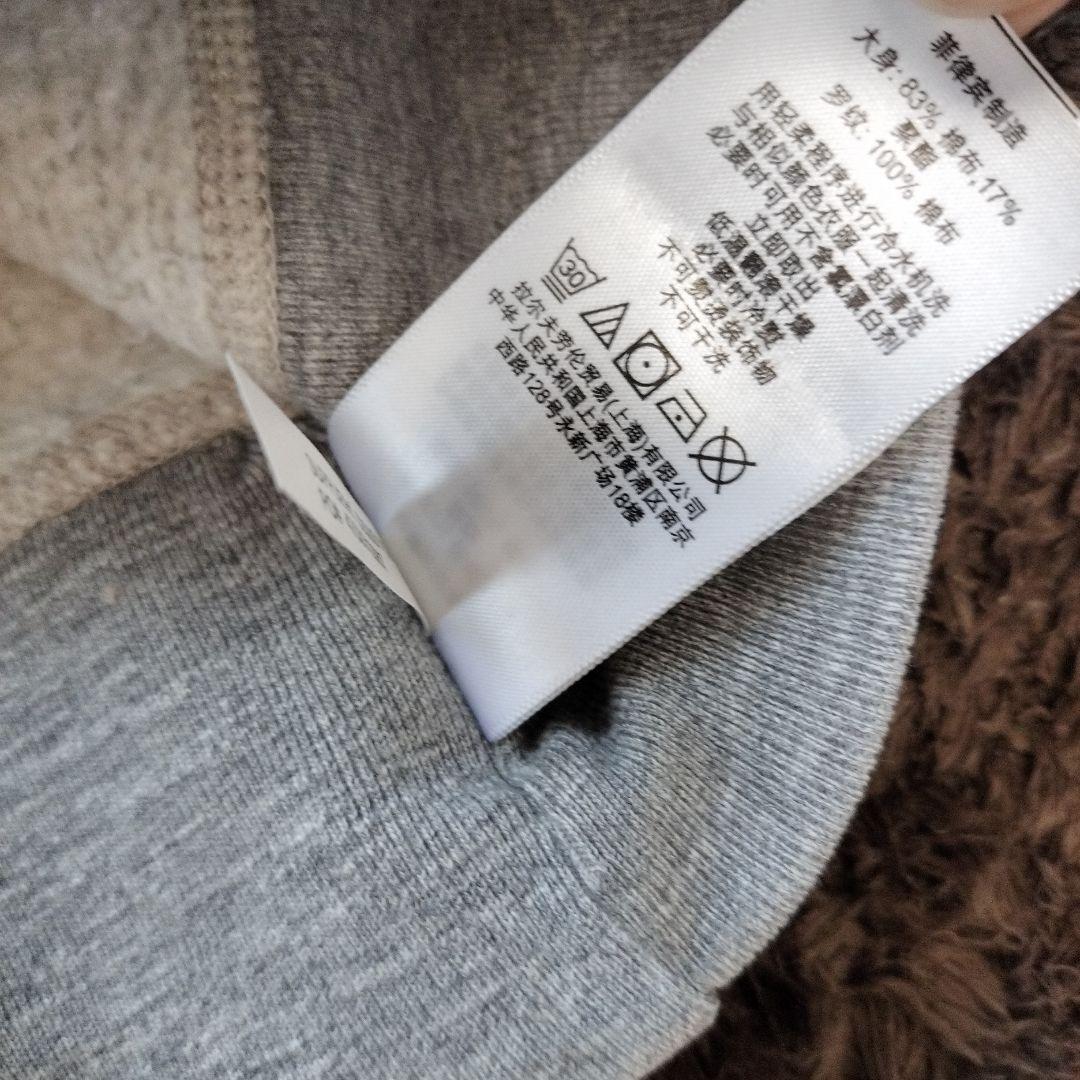 菲律宾制造
大身: 83% 棉布,17%
聚酯
罗纹: 100% 棉布
用轻柔程序进行冷水机洗
与相似颜色衣服一起清洗
必要时可用不含氯漂白剂
立即取出
低温翻滚干燥
必要时冷熨
不可熨烫装饰物
不可干洗
30
拉尔夫劳伦贸易(上海)有限公司
中华人民共和国上海市黄浦区南京
西路128号永新广场18楼